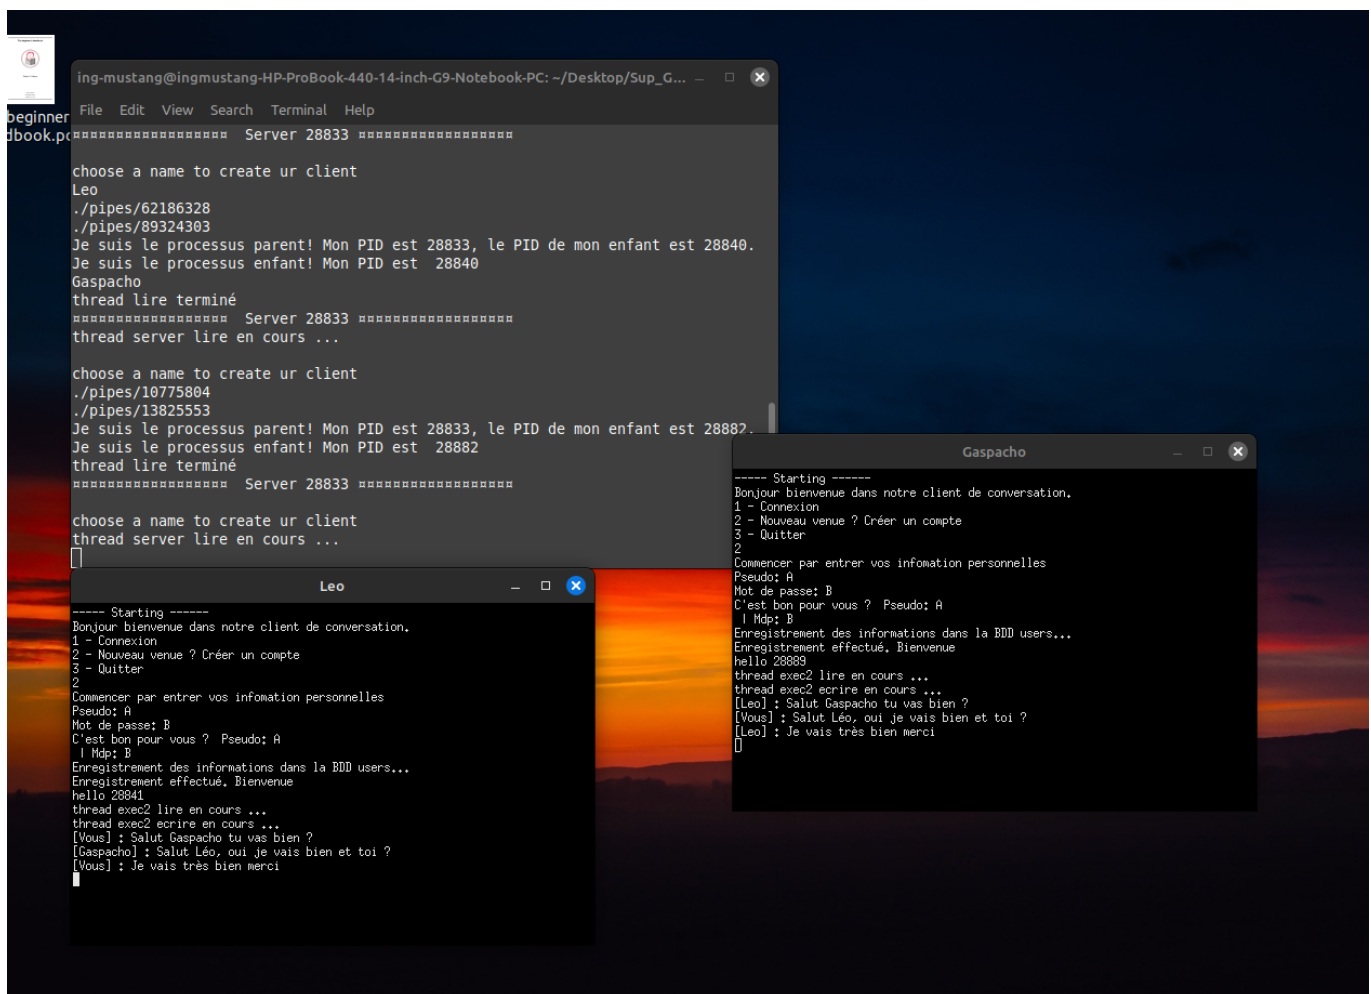 beginner
dbook.pd
ing-mustang@ingmustang-HP-ProBook-440-14-inch-G9-Notebook-PC: ~/Desktop/Sup_G...
File Edit View Search Terminal Help
¤¤¤¤¤¤¤¤¤¤¤¤¤¤¤¤¤¤ Server 28833 ¤¤¤¤¤¤¤¤¤¤¤¤¤¤¤¤¤¤
choose a name to create ur client
Leo
./pipes/62186328
./pipes/89324303
Je suis le processus parent! Mon PID est 28833, le PID de mon enfant est 28840.
Je suis le processus enfant! Mon PID est 28840
Gaspacho
thread lire terminé
¤¤¤¤¤¤¤¤¤¤¤¤¤¤¤¤¤¤ Server 28833 ¤¤¤¤¤¤¤¤¤¤¤¤¤¤¤¤¤¤
thread server lire en cours ...
choose a name to create ur client
./pipes/10775804
./pipes/13825553
Je suis le processus parent! Mon PID est 28833, le PID de mon enfant est 28882.
Je suis le processus enfant! Mon PID est 28882
thread lire terminé
¤¤¤¤¤¤¤¤¤¤¤¤¤¤¤¤¤¤ Server 28833 ¤¤¤¤¤¤¤¤¤¤¤¤¤¤¤¤¤¤
choose a name to create ur client
thread server lire en cours ...
Leo
----- Starting ------
Bonjour bienvenue dans notre client de conversation.
1 - Connexion
2 - Nouveau venue ? Créer un compte
3 - Quitter
2
Commencer par entrer vos infomation personnelles
Pseudo: A
Mot de passe: B
C'est bon pour vous ? Pseudo: A
| Mdp: B
Enregistrement des informations dans la BDD users...
Enregistrement effectué. Bienvenue
hello 28841
thread exec2 lire en cours ...
thread exec2 ecrire en cours ...
[Vous] : Salut Gaspacho tu vas bien ?
[Gaspacho] : Salut Léo, oui je vais bien et toi ?
[Vous] : Je vais très bien merci
Gaspacho
----- Starting ------
Bonjour bienvenue dans notre client de conversation.
1 - Connexion
2 - Nouveau venue ? Créer un compte
3 - Quitter
2
Commencer par entrer vos infomation personnelles
Pseudo: A
Mot de passe: B
C'est bon pour vous ? Pseudo: A
| Mdp: B
Enregistrement des informations dans la BDD users...
Enregistrement effectué. Bienvenue
hello 28889
thread exec2 lire en cours ...
thread exec2 ecrire en cours ...
[Leo] : Salut Gaspacho tu vas bien ?
[Vous] : Salut Léo, oui je vais bien et toi ?
[Leo] : Je vais très bien merci